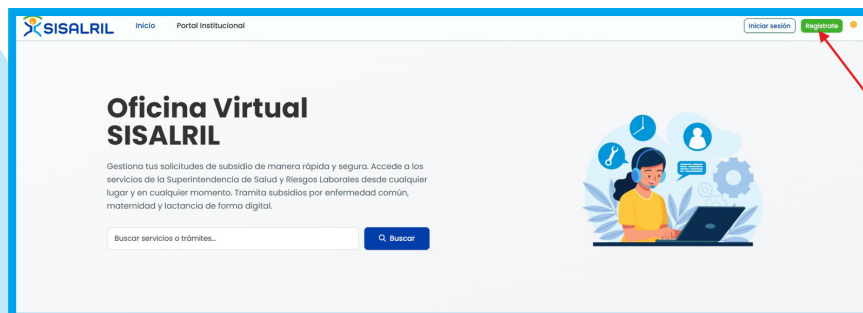 SISALRIL Inicio Portal Institucional Iniciar sesión Regístrate
Oficina Virtual
SISALRIL
Gestiona tus solicitudes de subsidio de manera rápida y segura. Accede a los
servicios de la Superintendencia de Salud y Riesgos Laborales desde cualquier
lugar y en cualquier momento. Tramita subsidios por enfermedad común,
maternidad y lactancia de forma digital.
Buscar servicios o trámites... Buscar